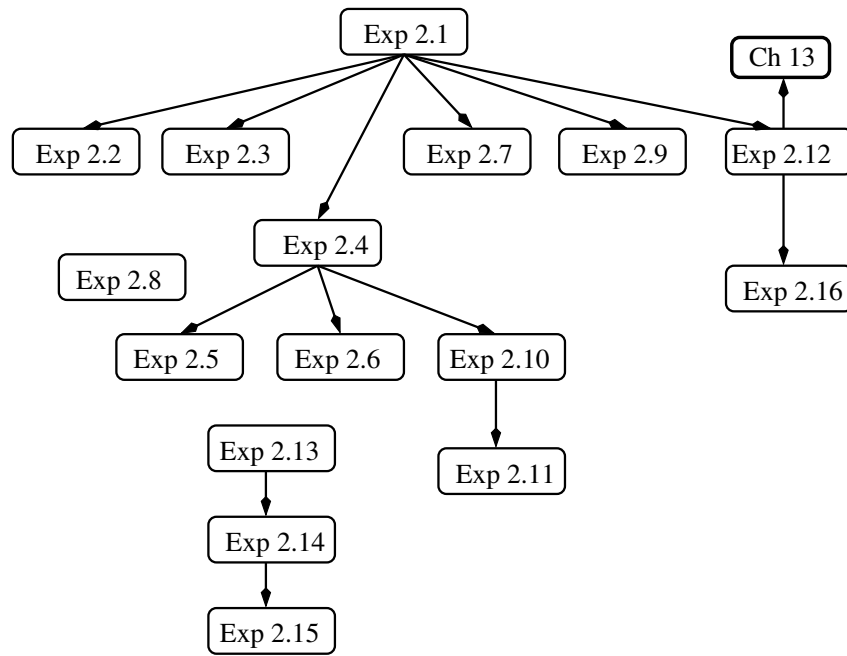 Exp 2.1
Ch 13
Exp 2.2
Exp 2.3
Exp 2.7
Exp 2.9
Exp 2.12
Exp 2.4
Exp 2.8
Exp 2.16
Exp 2.5
Exp 2.6
Exp 2.10
Exp 2.13
Exp 2.11
Exp 2.14
Exp 2.15